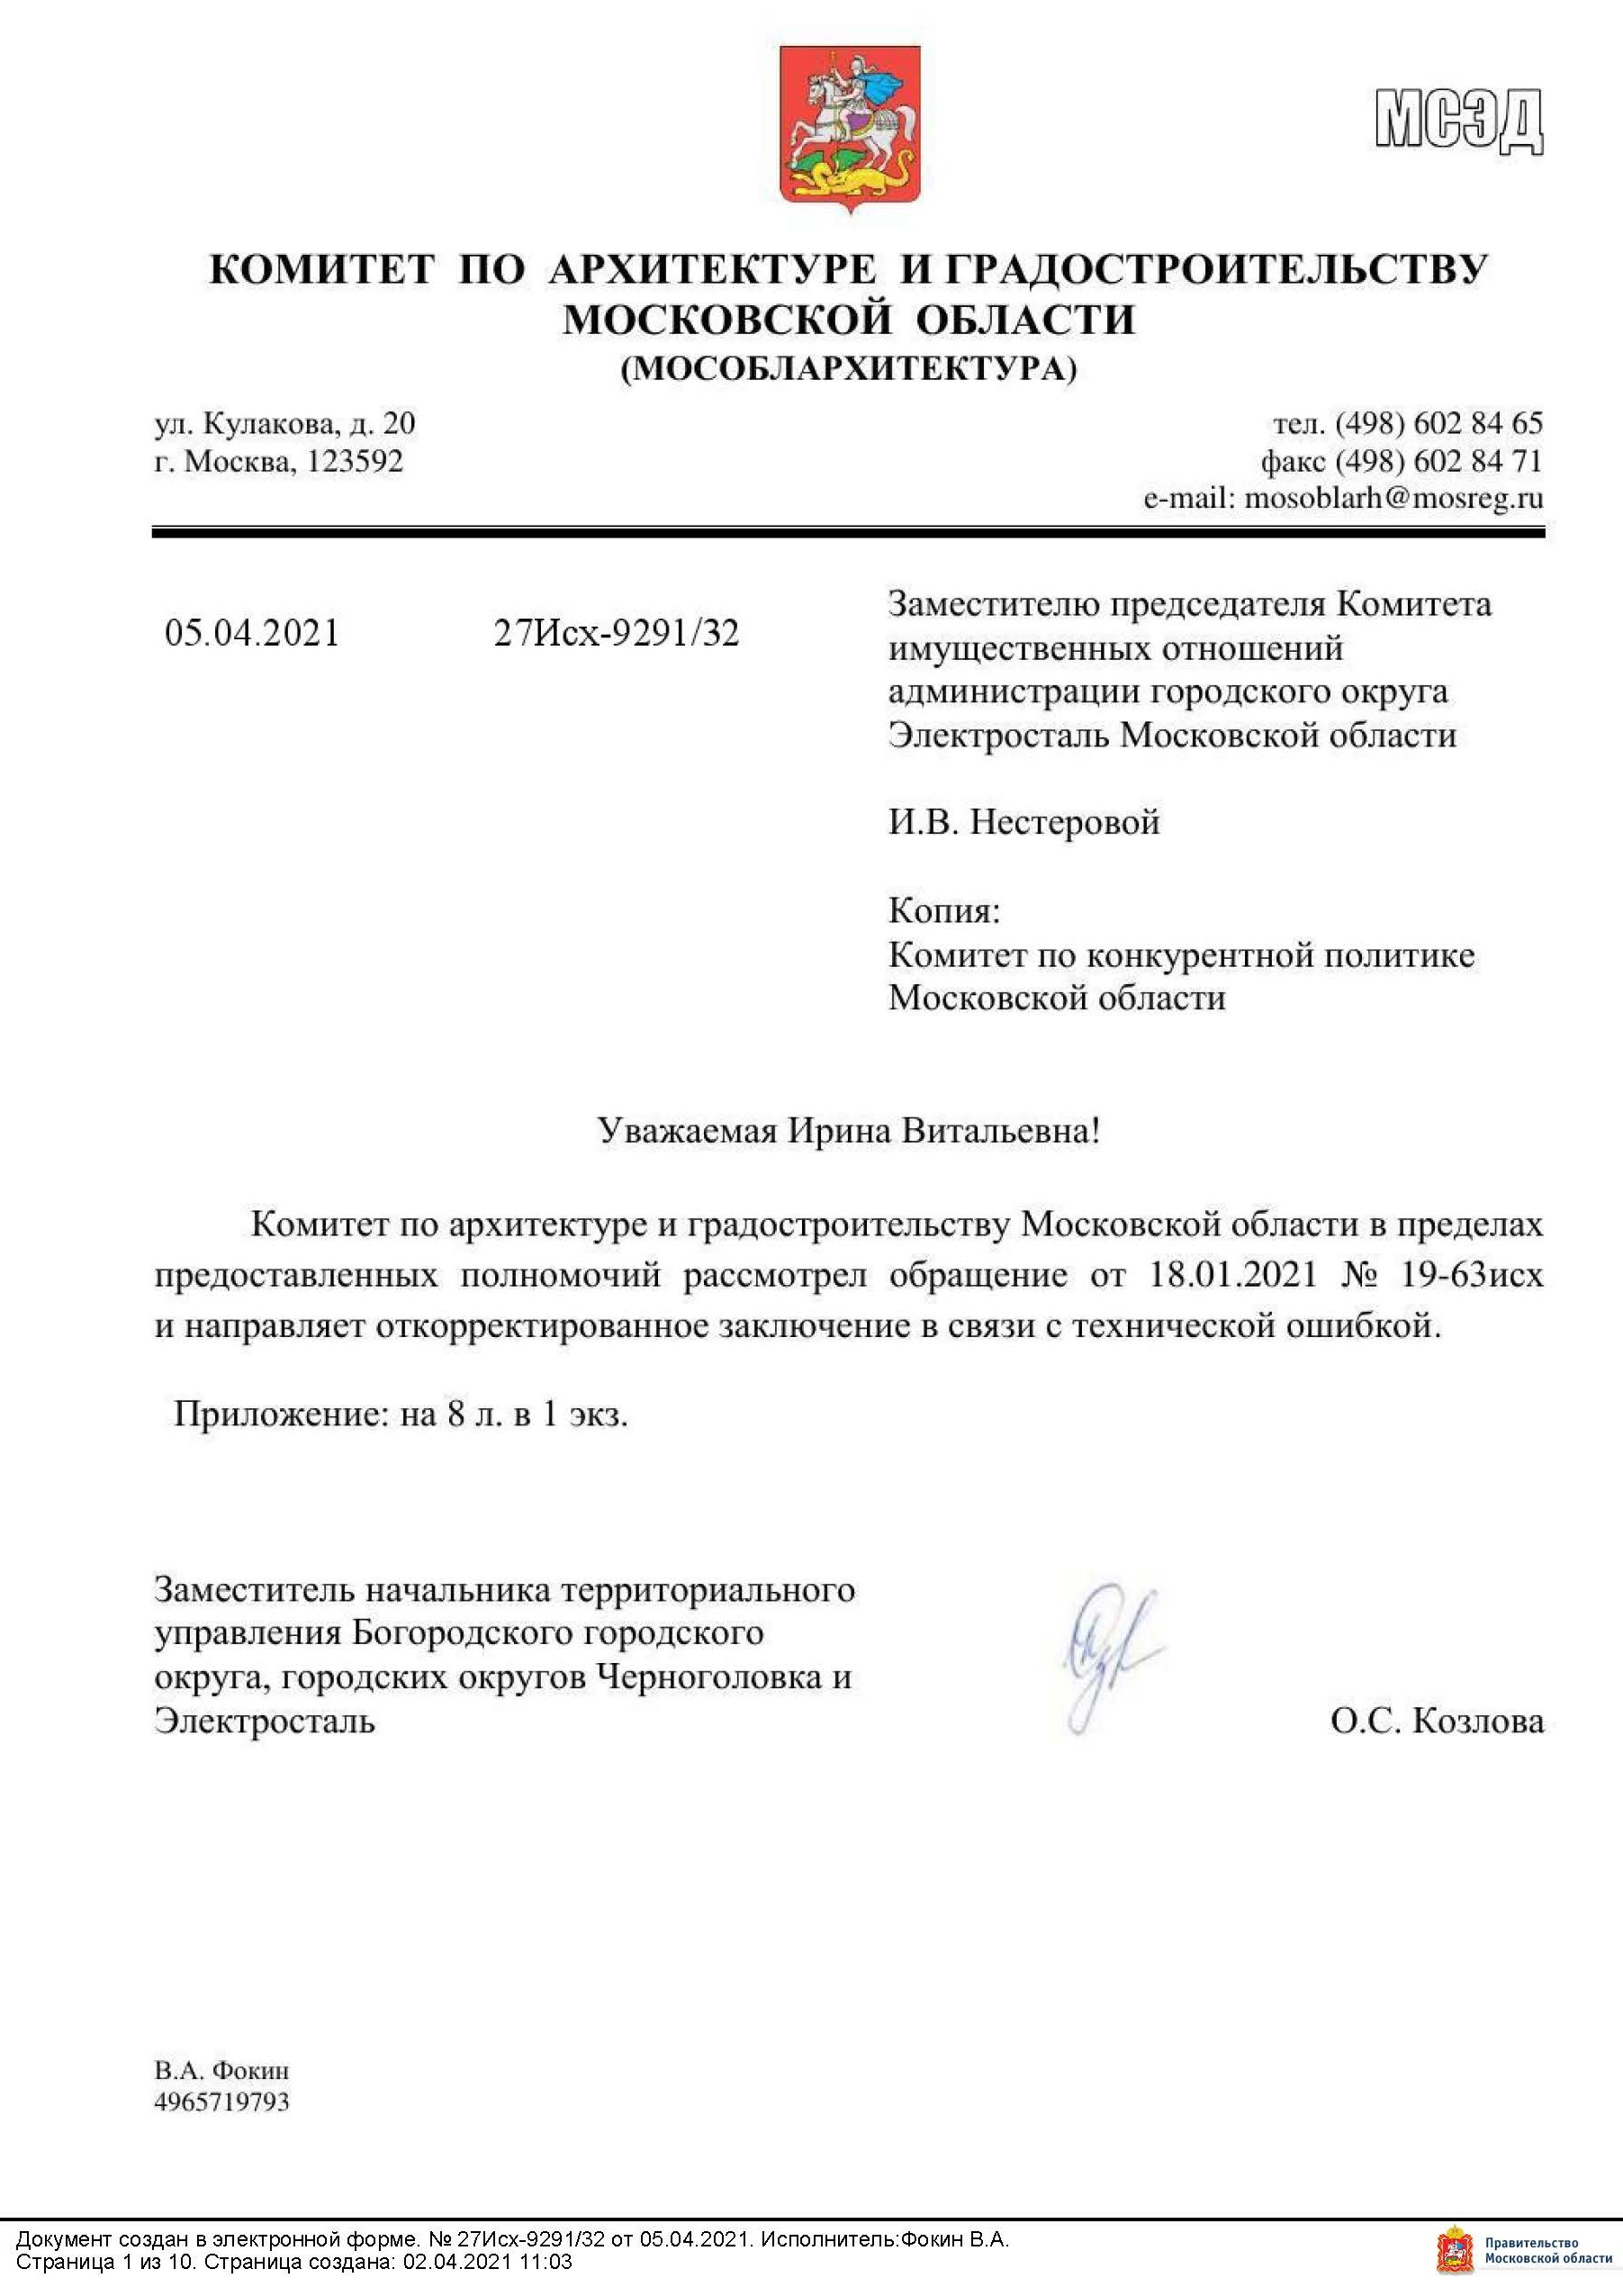 МСЭД
КОМИТЕТ ПО АРХИТЕКТУРЕ И ГРАДОСТРОИТЕЛЬСТВУ
МОСКОВСКОЙ ОБЛАСТИ
(МОСОБЛАРХИТЕКТУРА)
ул. Кулакова, д. 20
г. Москва, 123592
тел. (498) 602 84 65
факс (498) 602 84 71
e-mail: mosoblarh@mosreg.ru
05.04.2021 27Исх-9291/32
Заместителю председателя Комитета
имущественных отношений
администрации городского округа
Электросталь Московской области
И.В. Нестеровой
Копия:
Комитет по конкурентной политике
Московской области
Уважаемая Ирина Витальевна!
Комитет по архитектуре и градостроительству Московской области в пределах
предоставленных полномочий рассмотрел обращение от 18.01.2021 № 19-63исх
и направляет откорректированное заключение в связи с технической ошибкой.
Приложение: на 8 л. в 1 экз.
Заместитель начальника территориального
управления Богородского городского
округа, городских округов Черноголовка и
Электросталь
О.С. Козлова
В.А. Фокин
4965719793
Документ создан в электронной форме. № 27Исх-9291/32 от 05.04.2021. Исполнитель:Фокин В.А.
Страница 1 из 10. Страница создана: 02.04.2021 11:03
Правительство
Московской области